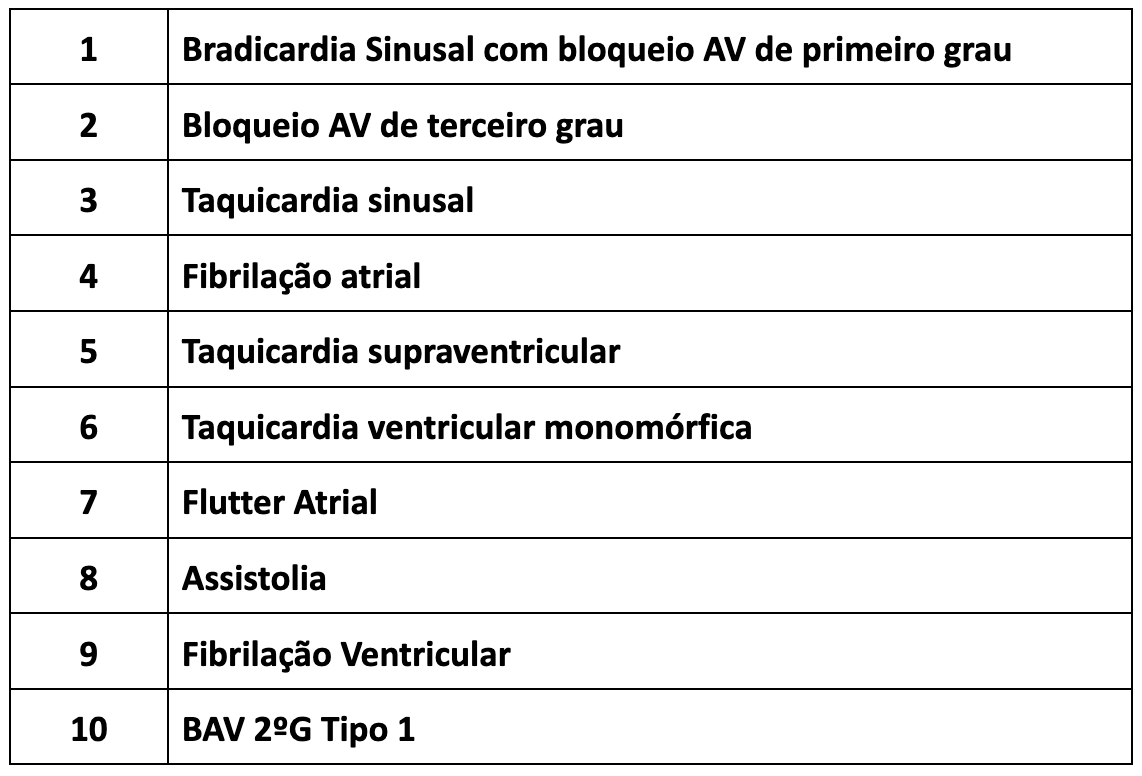 1 Bradicardia Sinusal com bloqueio AV de primeiro grau
2 Bloqueio AV de terceiro grau
3 Taquicardia sinusal
4 Fibrilação atrial
5 Taquicardia supraventricular
6 Taquicardia ventricular monomórfica
7 Flutter Atrial
8 Assistolia
9 Fibrilação Ventricular
10 BAV 2ºG Tipo 1